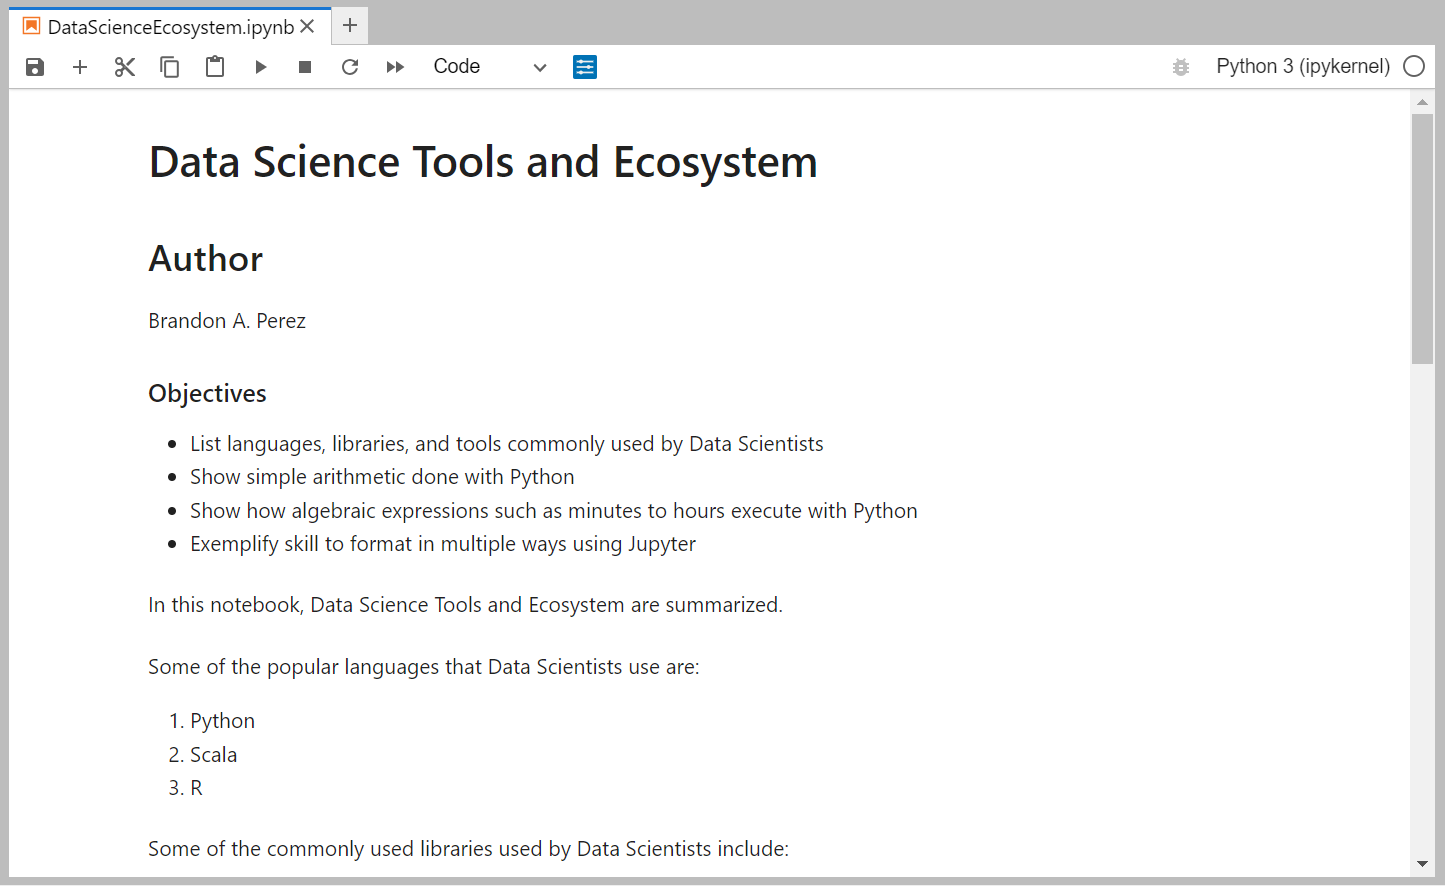 DataScienceEcosystem.ipynb
Code
Python 3 (ipykernel)
Data Science Tools and Ecosystem
Author
Brandon A. Perez
Objectives
List languages, libraries, and tools commonly used by Data Scientists
Show simple arithmetic done with Python
Show how algebraic expressions such as minutes to hours execute with Python
Exemplify skill to format in multiple ways using Jupyter
In this notebook, Data Science Tools and Ecosystem are summarized.
Some of the popular languages that Data Scientists use are:
1. Python
2. Scala
3. R
Some of the commonly used libraries used by Data Scientists include: